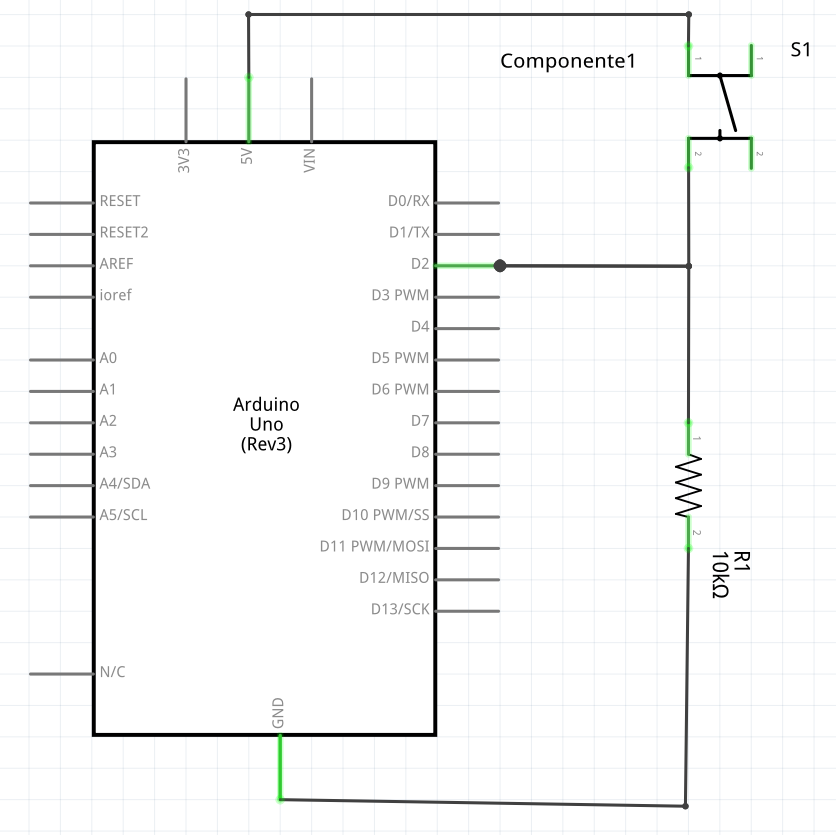 Componente1
S1
1
1
2
2
3V3
5V
VIN
RESET
RESET2
AREF
ioref
A0
A1
A2
A3
A4/SDA
A5/SCL
N/C
Arduino
Uno
(Rev3)
D0/RX
D1/TX
D2
D3 PWM
D4
D5 PWM
D6 PWM
D7
D8
D9 PWM
D10 PWM/SS
D11 PWM/MOSI
D12/MISO
D13/SCK
GND
1
2
R1
10kΩ